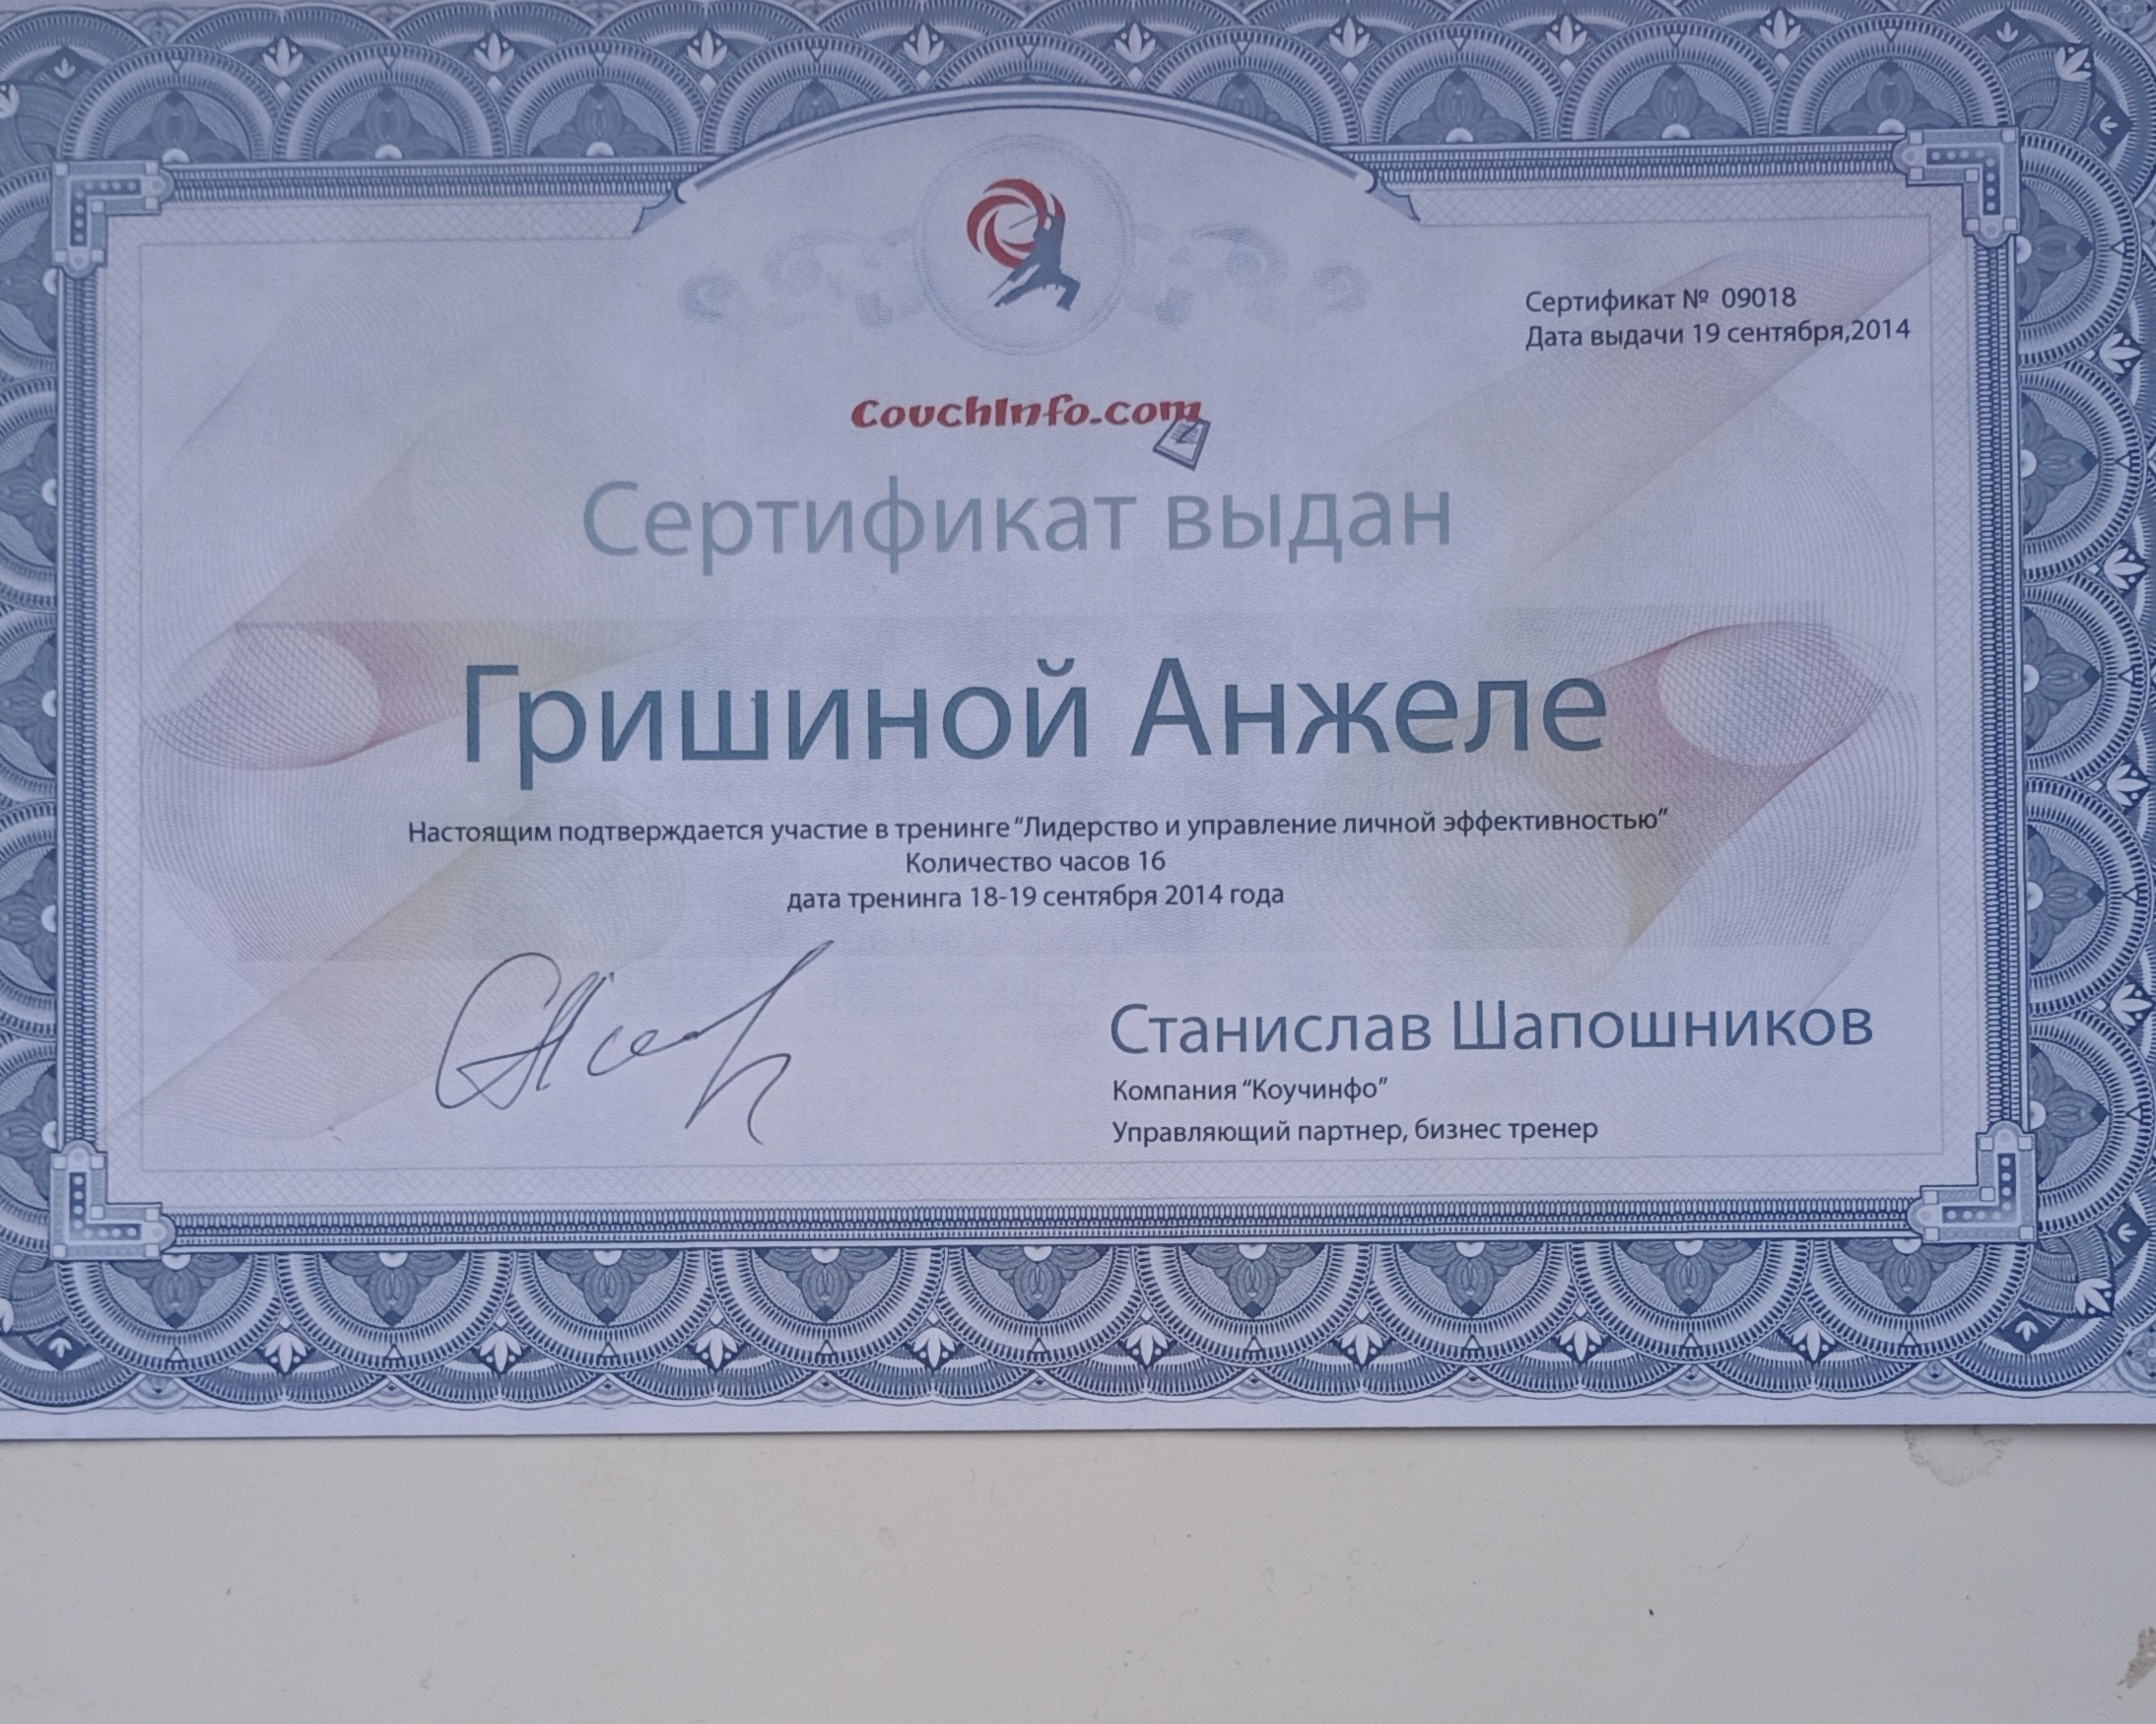 Сертификат № 09018
Дата выдачи 19 сентября,2014
CouchInfo.com
Сертификат выдан
Гришиной Анжеле
Настоящим подтверждается участие в тренинге “Лидерство и управление личной эффективностью”
Количество часов 16
дата тренинга 18-19 сентября 2014 года
Станислав Шапошников
Компания “Коучинфо”
Управляющий партнер, бизнес тренер